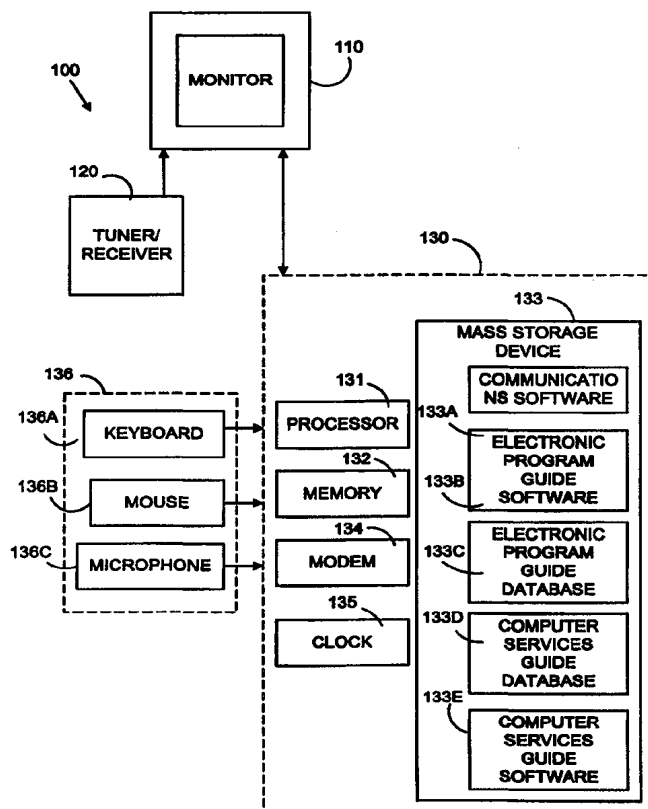 110
MONITOR
100
120
TUNER/
RECEIVER
130
133
MASS STORAGE
DEVICE
COMMUNICATIO
NS SOFTWARE
136
131
136A
KEYBOARD
PROCESSOR
133A
ELECTRONIC
PROGRAM
GUIDE
SOFTWARE
132
136B
MOUSE
MEMORY
133B
134
136C
MICROPHONE
MODEM
133C
ELECTRONIC
PROGRAM
GUIDE
DATABASE
135
CLOCK
133D
COMPUTER
SERVICES
GUIDE
DATABASE
133E
COMPUTER
SERVICES
GUIDE
SOFTWARE